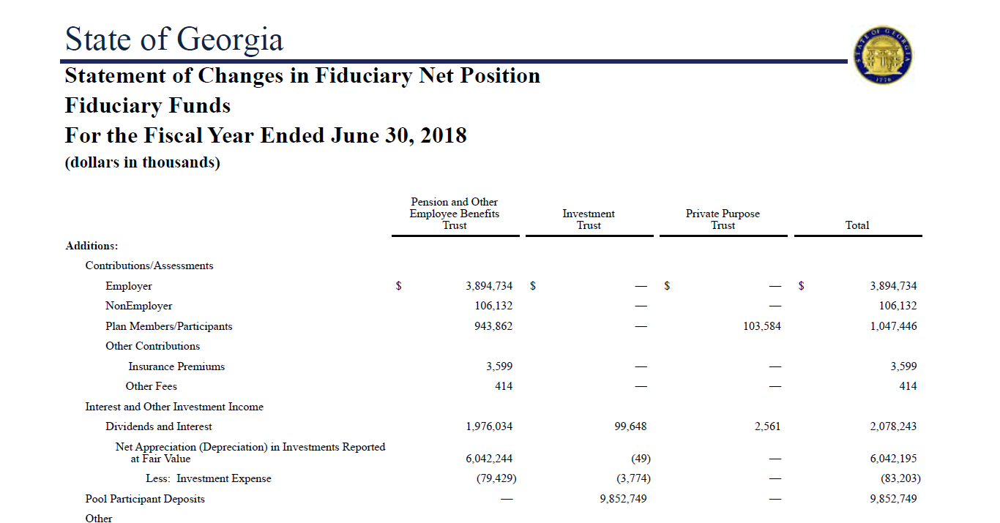 State of Georgia
STATE OF GEORGIA
1776
Statement of Changes in Fiduciary Net Position
Fiduciary Funds
For the Fiscal Year Ended June 30, 2018
(dollars in thousands)
Pension and Other
Employee Benefits
Trust
Investment
Trust
Private Purpose
Trust
Total
Additions:
Contributions/Assessments
Employer $ 3,894,734 $ — $ — $ 3,894,734
NonEmployer 106,132 — — 106,132
Plan Members/Participants 943,862 — 103,584 1,047,446
Other Contributions
Insurance Premiums 3,599 — — 3,599
Other Fees 414 — — 414
Interest and Other Investment Income
Dividends and Interest 1,976,034 99,648 2,561 2,078,243
Net Appreciation (Depreciation) in Investments Reported
at Fair Value 6,042,244 (49) — 6,042,195
Less: Investment Expense (79,429) (3,774) — (83,203)
Pool Participant Deposits — 9,852,749 — 9,852,749
Other